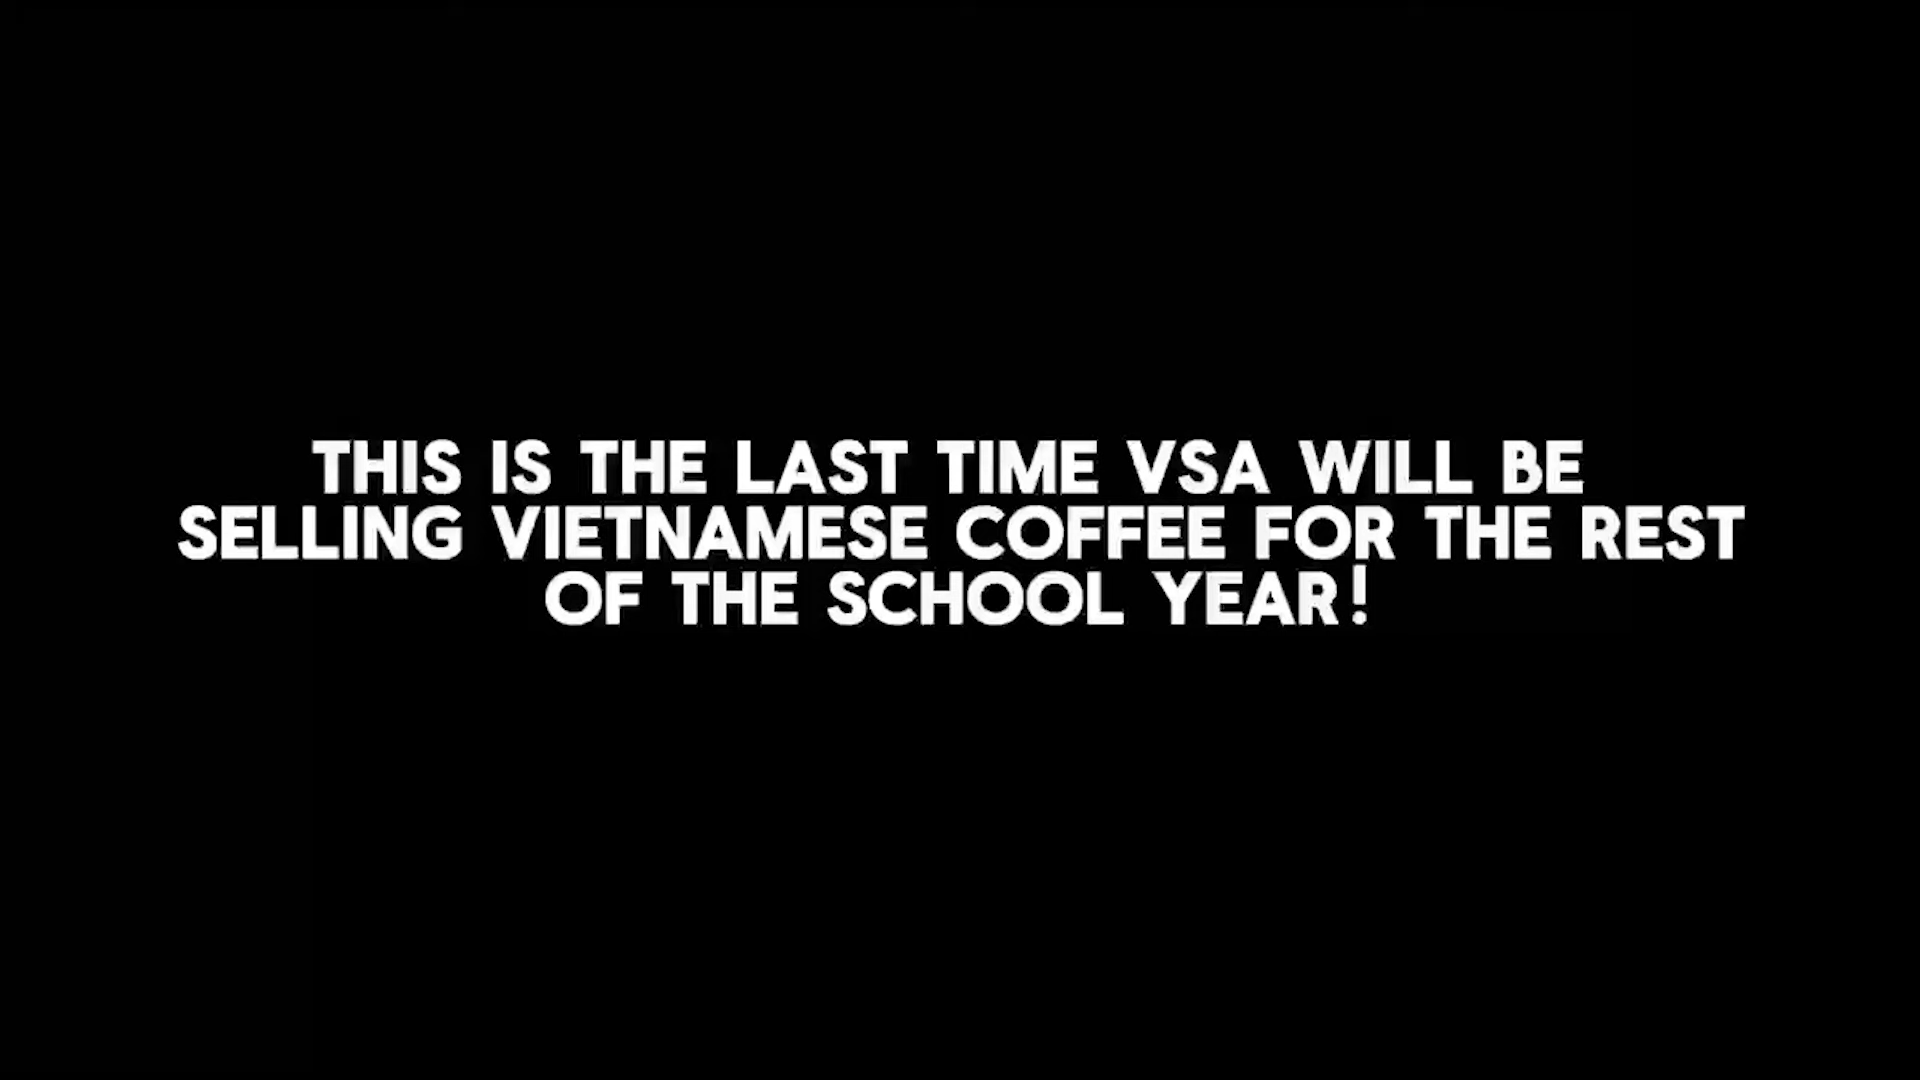 THIS IS THE LAST TIME VSA WILL BE
SELLING VIETNAMESE COFFEE FOR THE REST
OF THE SCHOOL YEAR!